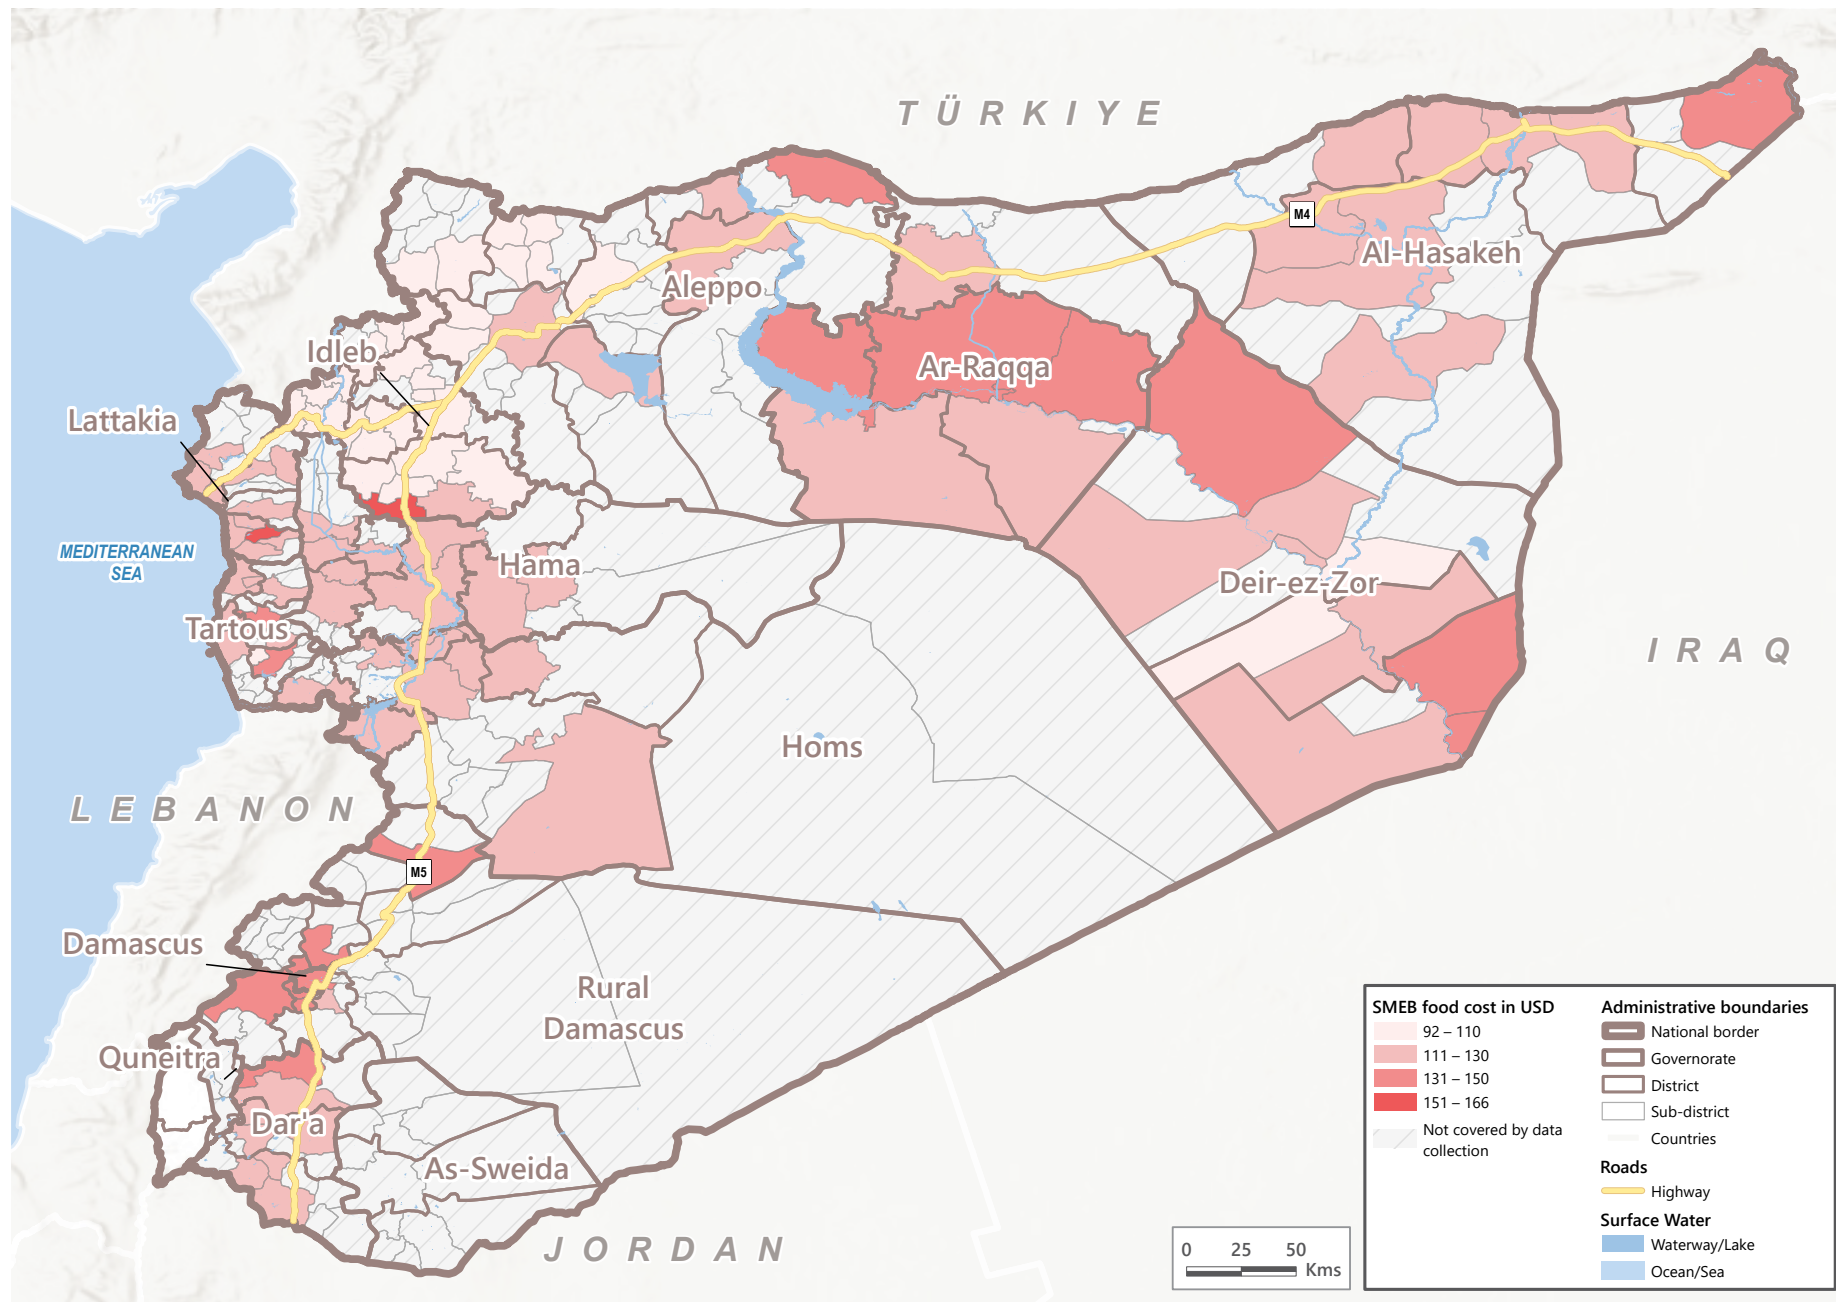 TÜRKIYE
M4
Al-Hasakeh
Aleppo
Idleb
Ar-Raqqa
Lattakia
MEDITERRANEAN
SEA
Hama
Deir-ez-Zor
Tartous
IRAQ
Homs
LEBANON
M5
Damascus
Rural
Damascus
Quneitra
Dar'a
As-Sweida
JORDAN
0 25 50
Kms
SMEB food cost in USD
92 – 110
111 – 130
131 – 150
151 – 166
Not covered by data
collection
Administrative boundaries
National border
Governorate
District
Sub-district
Countries
Roads
Highway
Surface Water
Waterway/Lake
Ocean/Sea